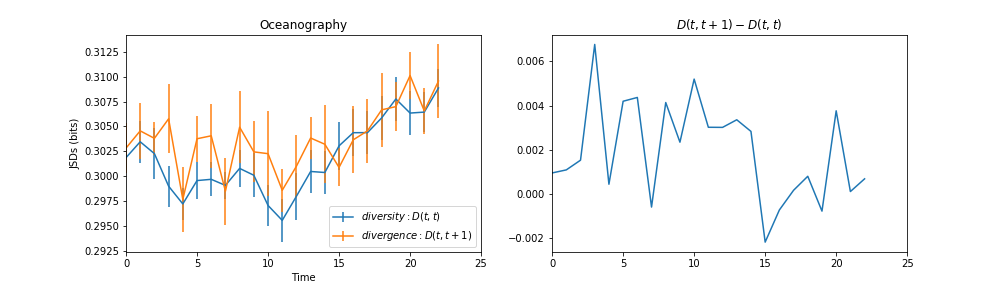 Oceanography
JSDs (bits)
0.3125
0.3100
0.3075
0.3050
0.3025
0.3000
0.2975
0.2950
0.2925
0 5 10 15 20 25
Time
diversity: D(t, t)
divergence: D(t, t+1)
D(t, t+1) − D(t, t)
0.006
0.004
0.002
0.000
−0.002
0 5 10 15 20 25